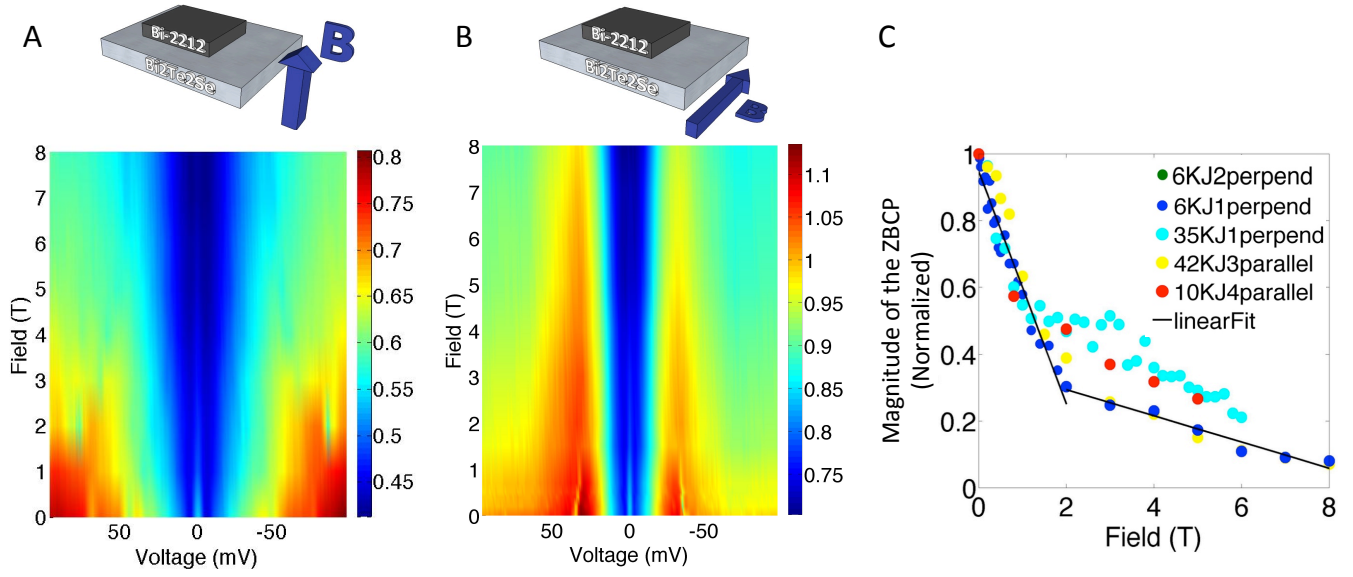 A
Bi-2212
Bi2Te2Se
B
B
Bi-2212
Bi2Te2Se
B
C
8
7
6
5
4
3
2
1
0
Field (T)
50
0
-50
Voltage (mV)
0.8
0.75
0.7
0.65
0.6
0.55
0.5
0.45
8
7
6
5
4
3
2
1
0
Field (T)
50
0
-50
Voltage (mV)
1.1
1.05
1
0.95
0.9
0.85
0.8
0.75
Magnitude of the ZBCP
(Normalized)
1
0.8
0.6
0.4
0.2
0
0
2
4
6
8
Field (T)
6KJ2perpend
6KJ1perpend
35KJ1perpend
42KJ3parallel
10KJ4parallel
linearFit